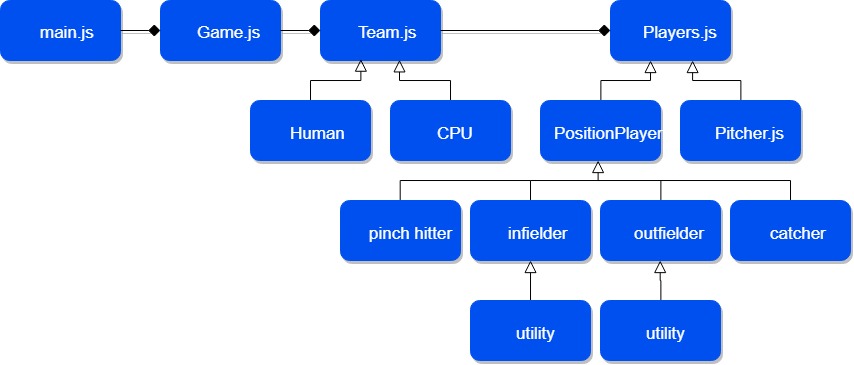 main.js
Game.js
Team.js
Players.js
Human
CPU
PositionPlayer
Pitcher.js
pinch hitter
infielder
outfielder
catcher
utility
utility